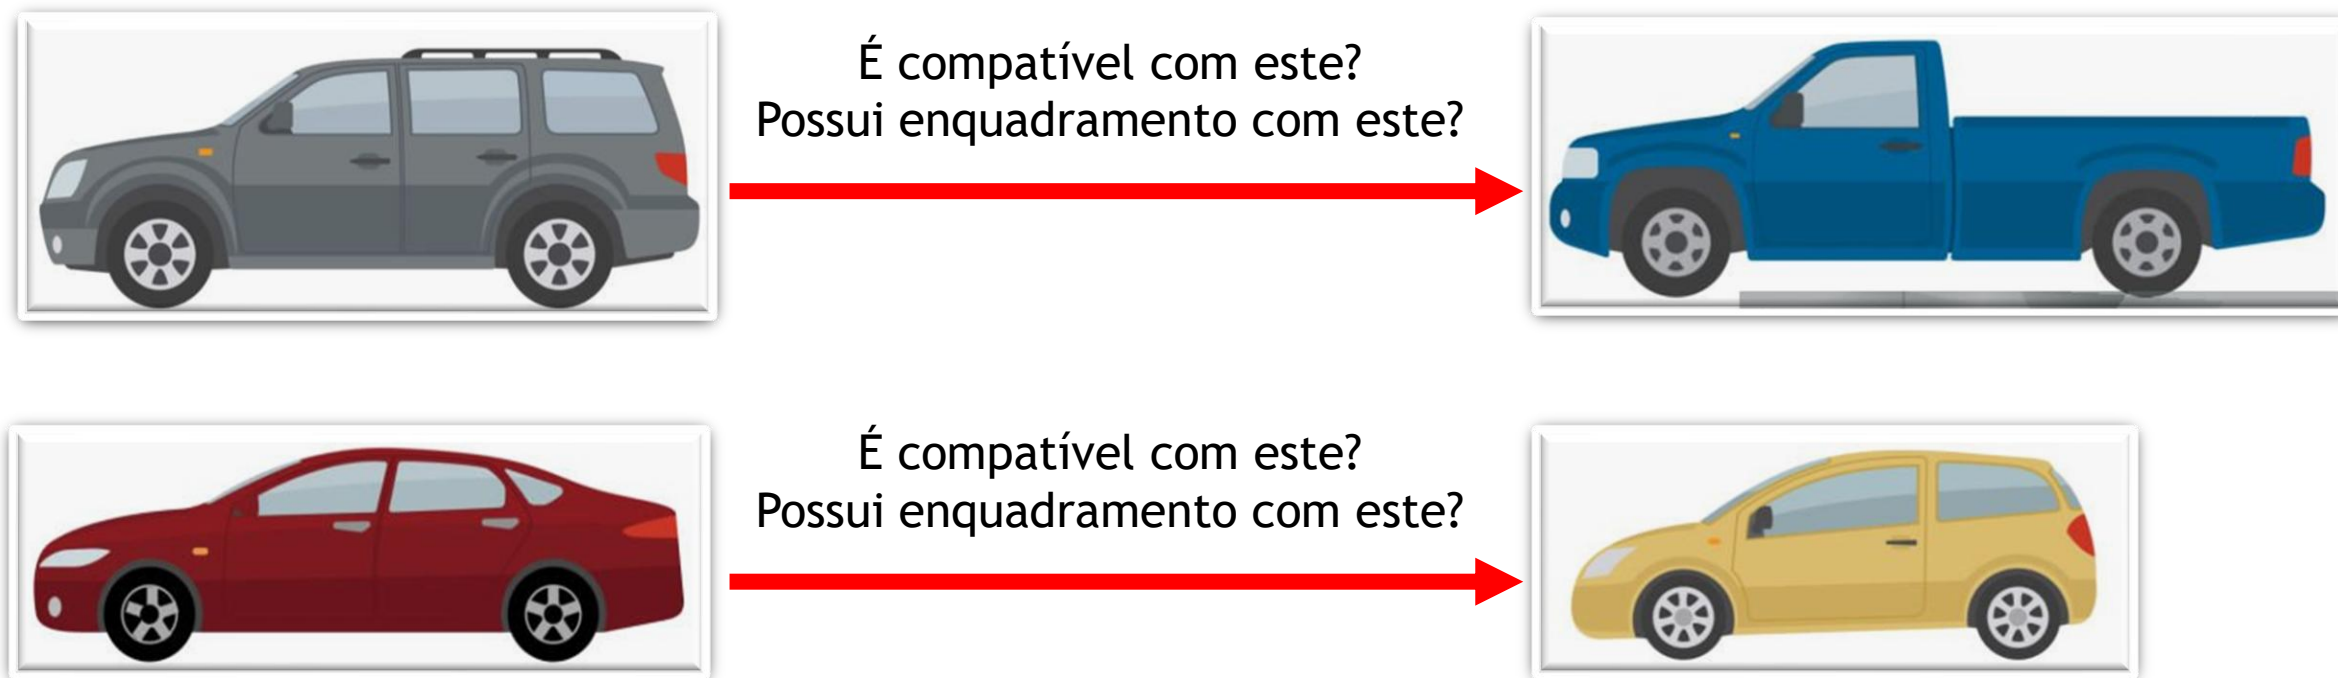 É compatível com este?
Possui enquadramento com este?
É compatível com este?
Possui enquadramento com este?